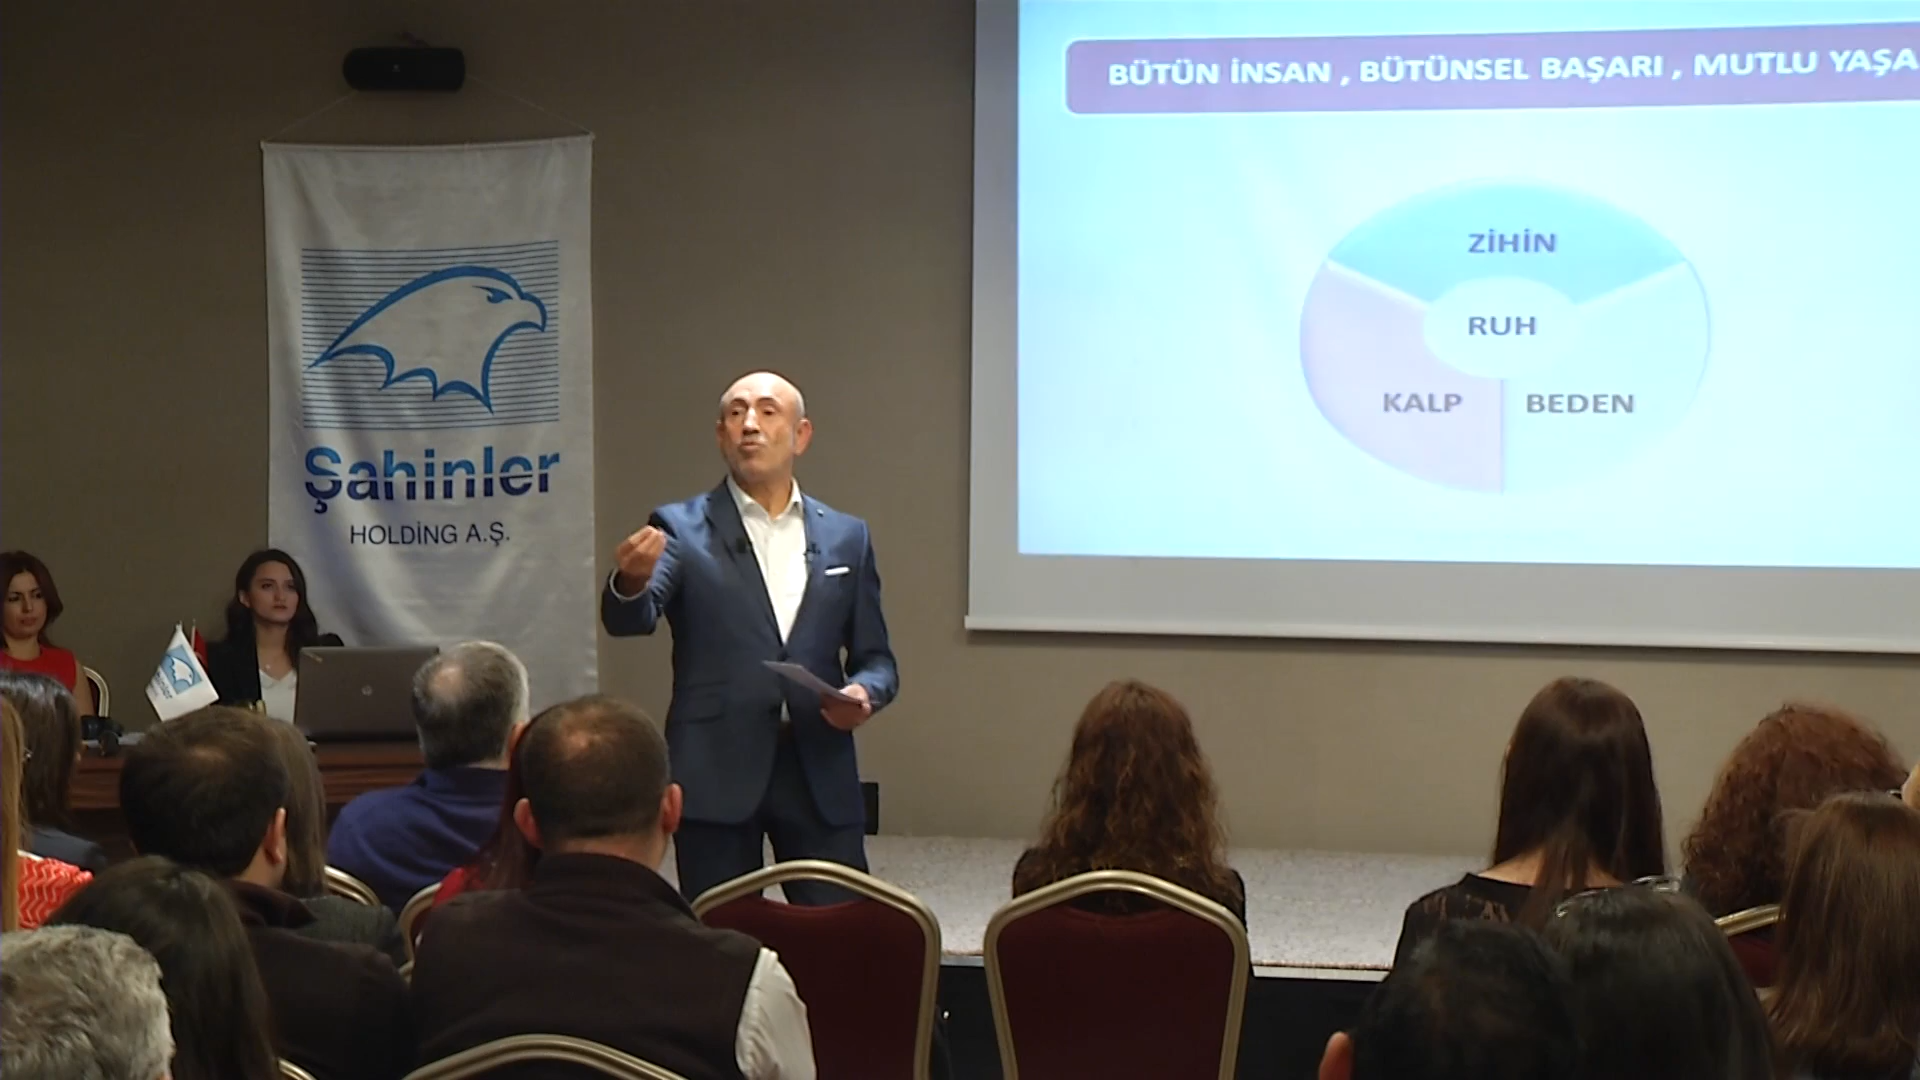 BÜTÜN İNSAN , BÜTÜNSEL BAŞARI , MUTLU YAŞA
ZİHİN
RUH
KALP
BEDEN
Şahinler
HOLDİNG A.Ş.